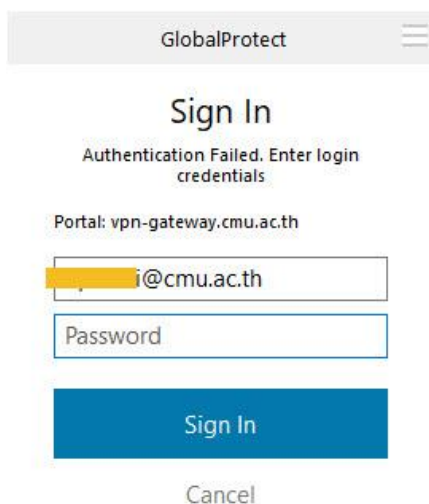 GlobalProtect
Sign In
Authentication Failed. Enter login
credentials
Portal: vpn-gateway.cmu.ac.th
i@cmu.ac.th
Password
Sign In
Cancel